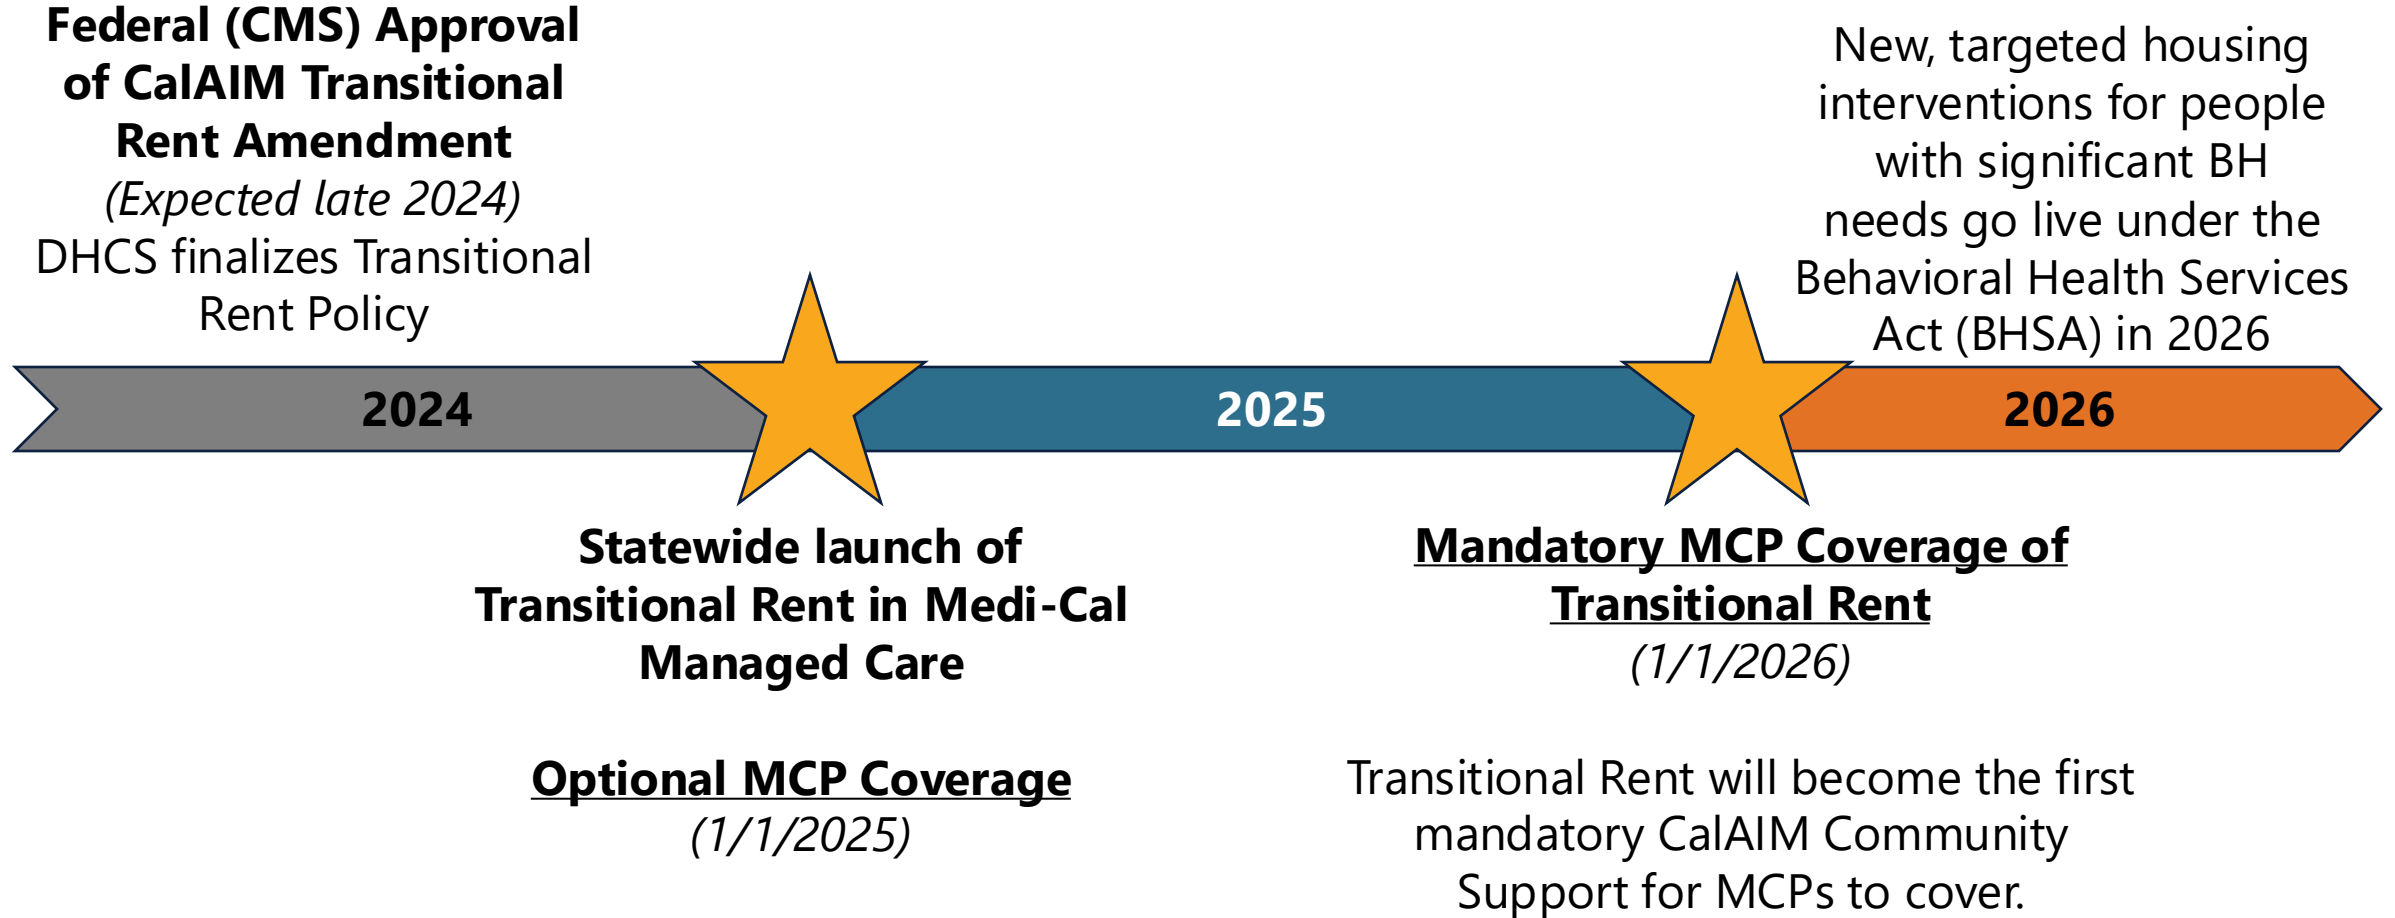 Federal (CMS) Approval
of CalAIM Transitional
Rent Amendment
(Expected late 2024)
DHCS finalizes Transitional
Rent Policy
New, targeted housing
interventions for people
with significant BH
needs go live under the
Behavioral Health Services
Act (BHSA) in 2026
2024
2025
2026
Statewide launch of
Transitional Rent in Medi-Cal
Managed Care
Optional MCP Coverage
(1/1/2025)
Mandatory MCP Coverage of
Transitional Rent
(1/1/2026)
Transitional Rent will become the first
mandatory CalAIM Community
Support for MCPs to cover.